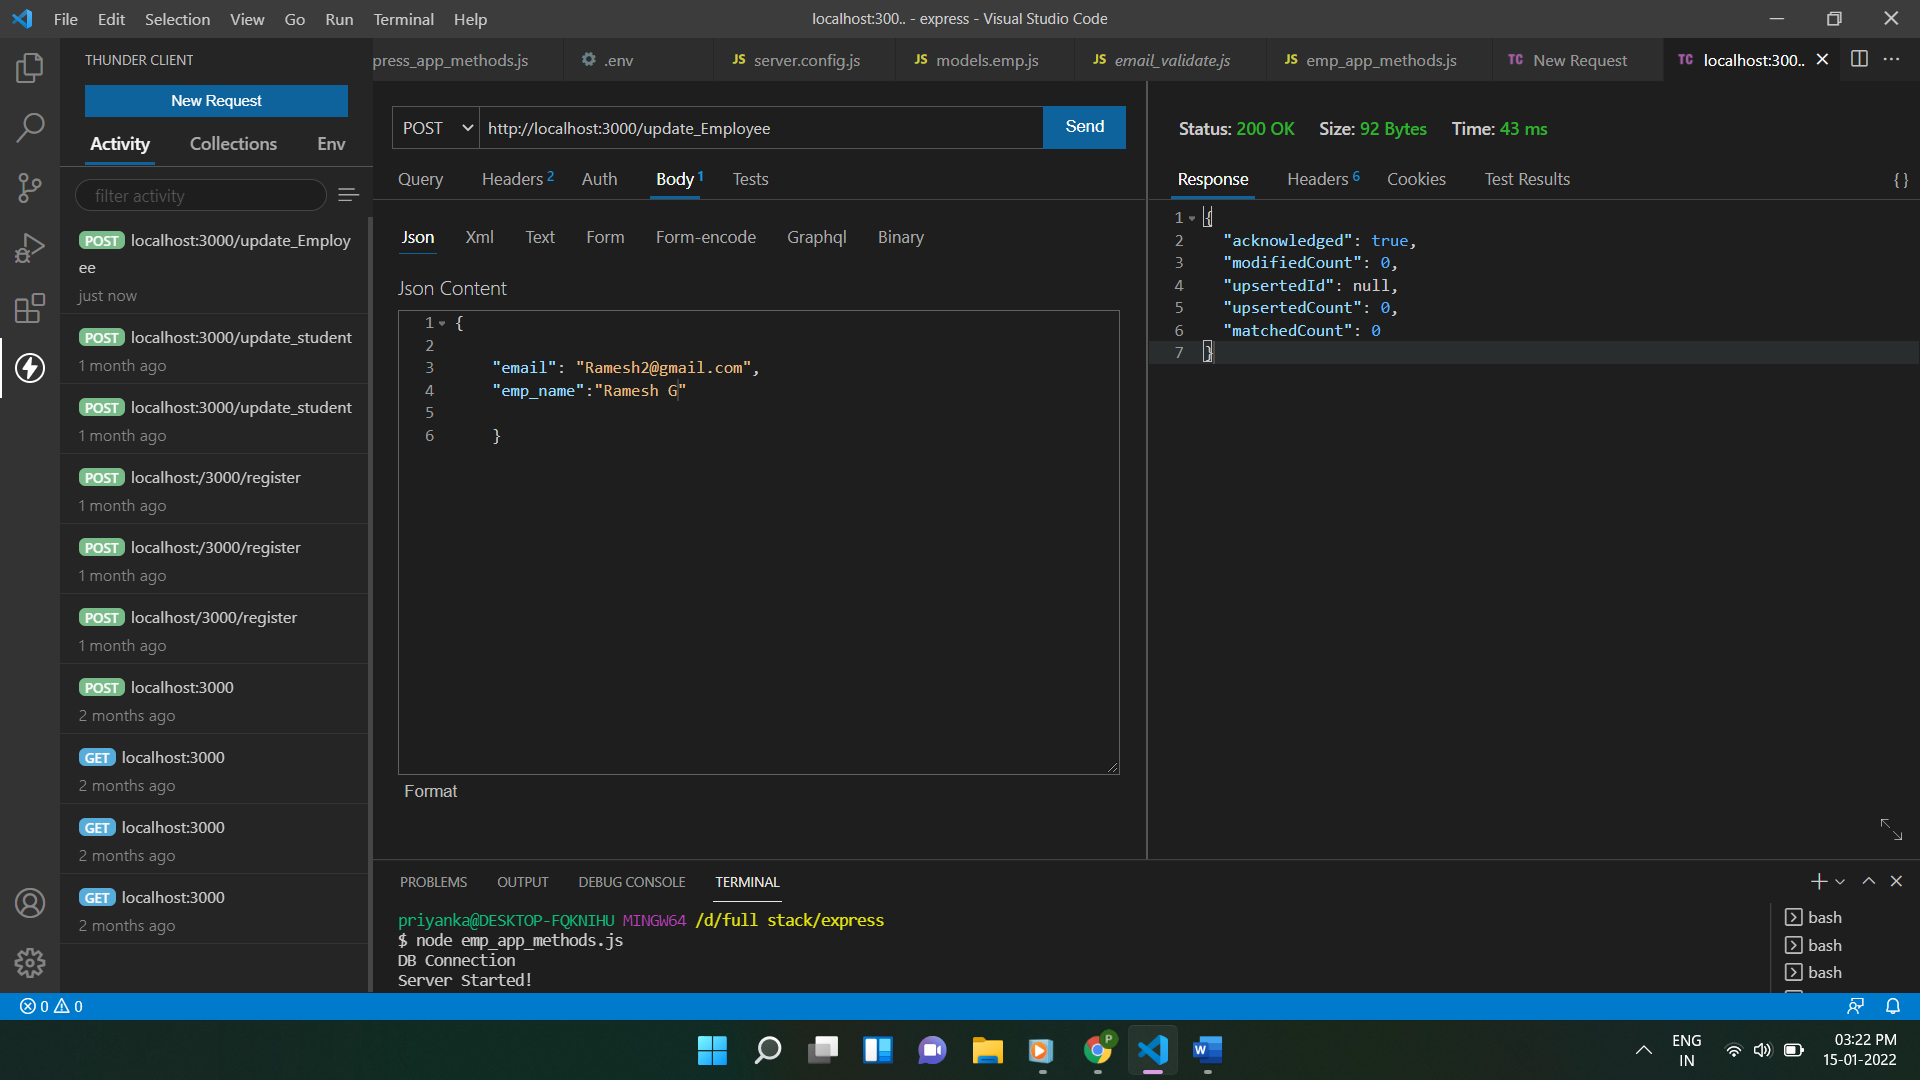 File Edit Selection View Go Run Terminal Help
localhost:300.. - express - Visual Studio Code
THUNDER CLIENT
New Request
Activity Collections Env
filter activity
POST localhost:3000/update_Employ
ee
just now
POST localhost:3000/update_student
1 month ago
POST localhost:3000/update_student
1 month ago
POST localhost:/3000/register
1 month ago
POST localhost:/3000/register
1 month ago
POST localhost/3000/register
1 month ago
POST localhost:3000
2 months ago
GET localhost:3000
2 months ago
GET localhost:3000
2 months ago
GET localhost:3000
2 months ago
press_app_methods.js .env JS server.config.js JS models.emp.js JS email_validate.js JS emp_app_methods.js TC New Request TC localhost:300..
POST http://localhost:3000/update_Employee Send
Query Headers 2 Auth Body 1 Tests
Json Xml Text Form Form-encode Graphql Binary
Json Content
1 {
2
3 "email": "Ramesh2@gmail.com",
4 "emp_name":"Ramesh G"
5
6 }
Format
Status: 200 OK Size: 92 Bytes Time: 43 ms
Response Headers 6 Cookies Test Results {}
1 {
2 "acknowledged": true,
3 "modifiedCount": 0,
4 "upsertedId": null,
5 "upsertedCount": 0,
6 "matchedCount": 0
7 }
PROBLEMS OUTPUT DEBUG CONSOLE TERMINAL
priyanka@DESKTOP-FQKNIHU MINGW64 /d/full stack/express
$ node emp_app_methods.js
DB Connection
Server Started!
bash
bash
bash
0 0
P
W
ENG
IN
03:22 PM
15-01-2022